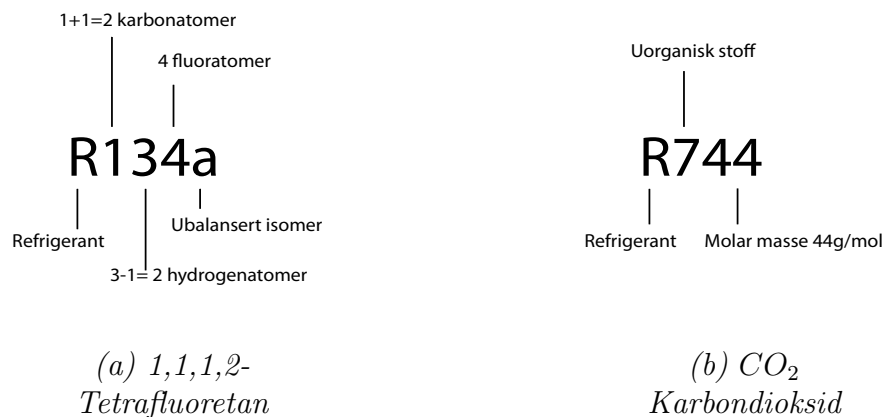 1+1=2 karbonatomer
4 fluoratomer
R134a
Refrigerant
Ubalansert isomer
3-1= 2 hydrogenatomer
(a) 1,1,1,2-
Tetrafluoretan
Uorganisk stoff
R744
Refrigerant
Molar masse 44g/mol
(b) CO₂
Karbondioksid